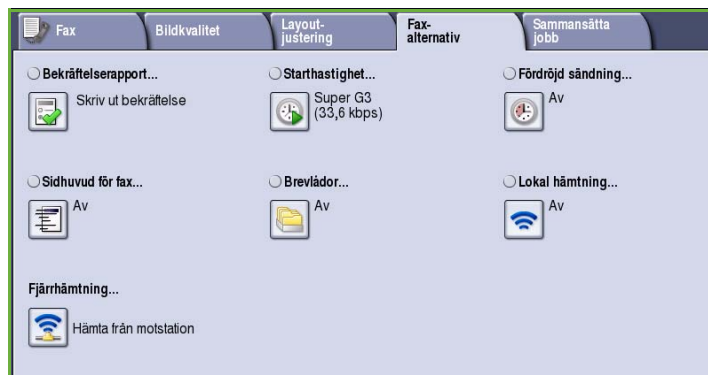 Fax
Bildkvalitet
Layout-
justering
Fax-
alternativ
Sammansätta
jobb
Bekräftelserapport...
Skriv ut bekräftelse
Starthastighet...
Super G3
(33,6 kbps)
Fördröjd sändning...
Av
Sidhuvud för fax...
Av
Brevlådor...
Av
Lokal hämtning...
Av
Fjärrhämtning...
Hämta från motstation